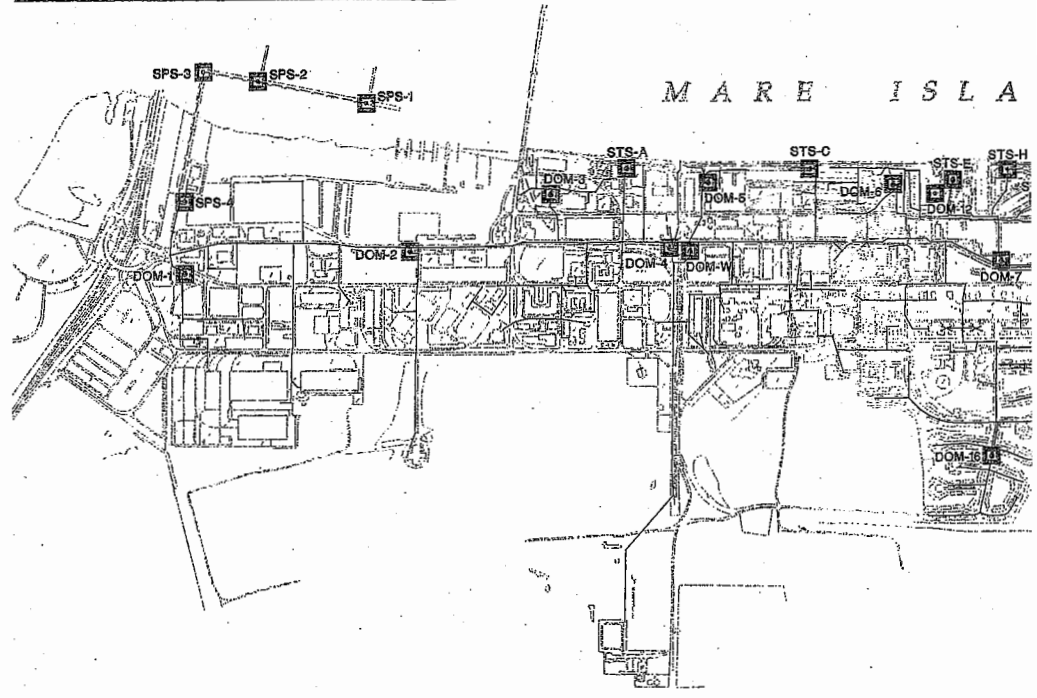 SPS-3
SPS-2
SPS-1
MARE ISLA
STS-A
STS-C
STS-E
STS-H
DOM-3
DOM-5
DOM-6
DOM-12
SPS-4
DOM-2
DOM-4
DOM-W
DOM-1
DOM-7
DOM-16